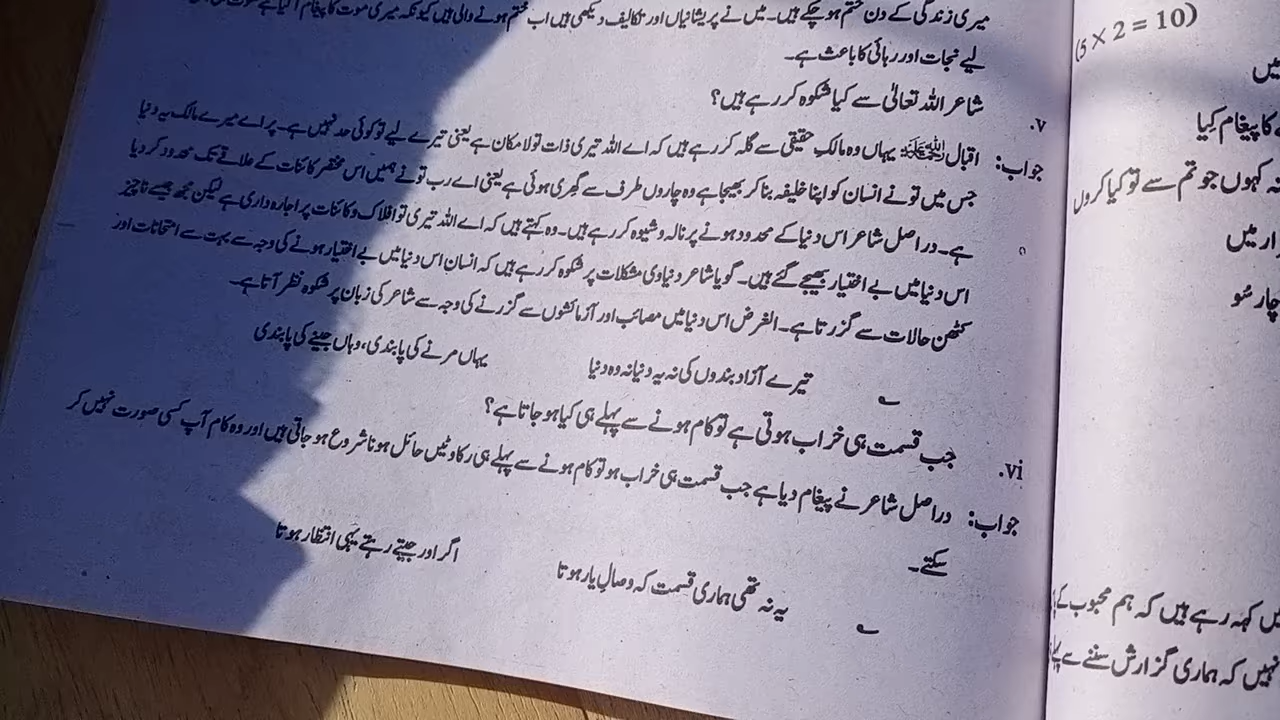 میری زندگی کے دن ختم ہو چکے ہیں۔ میں نے پریشانیاں اور تکالیف دیکھی ہیں اب ختم ہونے والی ہیں کیونکہ میری موت کا پیغام آ گیا ہے
لیے نجات اور رہائی کا باعث ہے۔
v. شاعر اللہ تعالیٰ سے کیا شکوہ کر رہے ہیں؟
جواب: اقبال رحمۃ اللہ علیہ یہاں وہ مالکِ حقیقی سے گلہ کر رہے ہیں کہ اے اللہ تیری ذات تو لا مکان ہے یعنی تیرے لیے تو کوئی حد نہیں ہے۔ پر اے میرے مالک یہ دنیا
جس میں تو نے انسان کو اپنا خلیفہ بنا کر بھیجا ہے وہ چاروں طرف سے گھری ہوئی ہے یعنی اے رب تو نے ہمیں اس مختصر کائنات کے علاقے تک محدود کر دیا
ہے۔ دراصل شاعر اس دنیا کے محدود ہونے پر نالہ و شیوہ کر رہے ہیں۔ وہ کہتے ہیں کہ اے اللہ تیری تو افلاک و کائنات پر اجارہ داری ہے لیکن مجھ جیسے ناچیز
اس دنیا میں بے اختیار بھیجے گئے ہیں۔ گویا شاعر دنیاوی مشکلات پر شکوہ کر رہے ہیں کہ انسان اس دنیا میں بے اختیار ہونے کی وجہ سے بہت سے امتحانات اور
کٹھن حالات سے گزرتا ہے۔ الغرض اس دنیا میں مصائب اور آزمائشوں سے گزرنے کی وجہ سے شاعر کی زبان پر شکوہ نظر آتا ہے۔
؎ تیرے آزاد بندوں کی نہ یہ دنیا نہ وہ دنیا یہاں مرنے کی پابندی، وہاں جینے کی پابندی
vi. جب قسمت ہی خراب ہوتی ہے تو کام ہونے سے پہلے ہی کیا ہو جاتا ہے؟
جواب: دراصل شاعر نے پیغام دیا ہے جب قسمت ہی خراب ہو تو کام ہونے سے پہلے ہی رکاوٹیں حائل ہونا شروع ہو جاتی ہیں اور وہ کام آپ کسی صورت نہیں کر
سکتے۔
؎ یہ نہ تھی ہماری قسمت کہ وصالِ یار ہوتا اگر اور جیتے رہتے یہی انتظار ہوتا
(5 × 2 = 10)
میں
کا پیغام کِیا
نہ کہوں جو تم سے تو کیا کروں
ار میں
چار سُو
یں کہہ رہے ہیں کہ ہم محبوب کے
نہیں کہ ہماری گزارش سننے سے